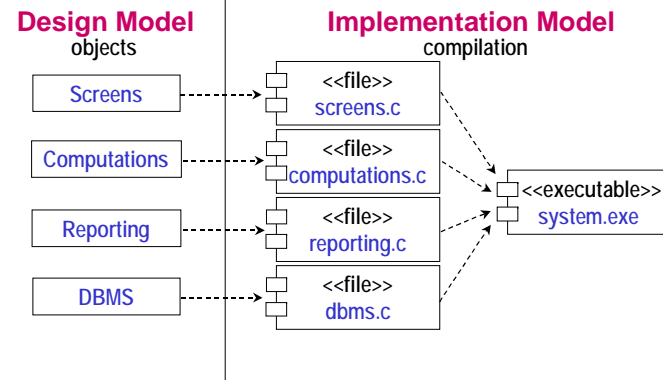 Design Model
objects
Implementation Model
compilation
Screens
<<file>>
screens.c
Computations
<<file>>
computations.c
<<executable>>
system.exe
Reporting
<<file>>
reporting.c
DBMS
<<file>>
dbms.c